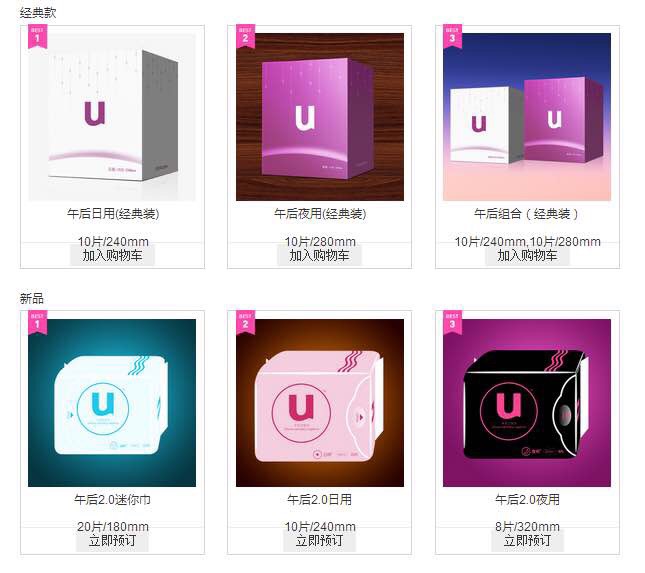 经典款
BEST 1
BEST 2
BEST 3
u
u
u
u
午后日用(经典装)
午后夜用(经典装)
午后组合(经典装)
10片/240mm
10片/280mm
10片/240mm,10片/280mm
加入购物车
加入购物车
加入购物车
新品
BEST 1
BEST 2
BEST 3
u
u
u
午后2.0迷你巾
午后2.0日用
午后2.0夜用
20片/180mm
10片/240mm
8片/320mm
立即预订
立即预订
立即预订